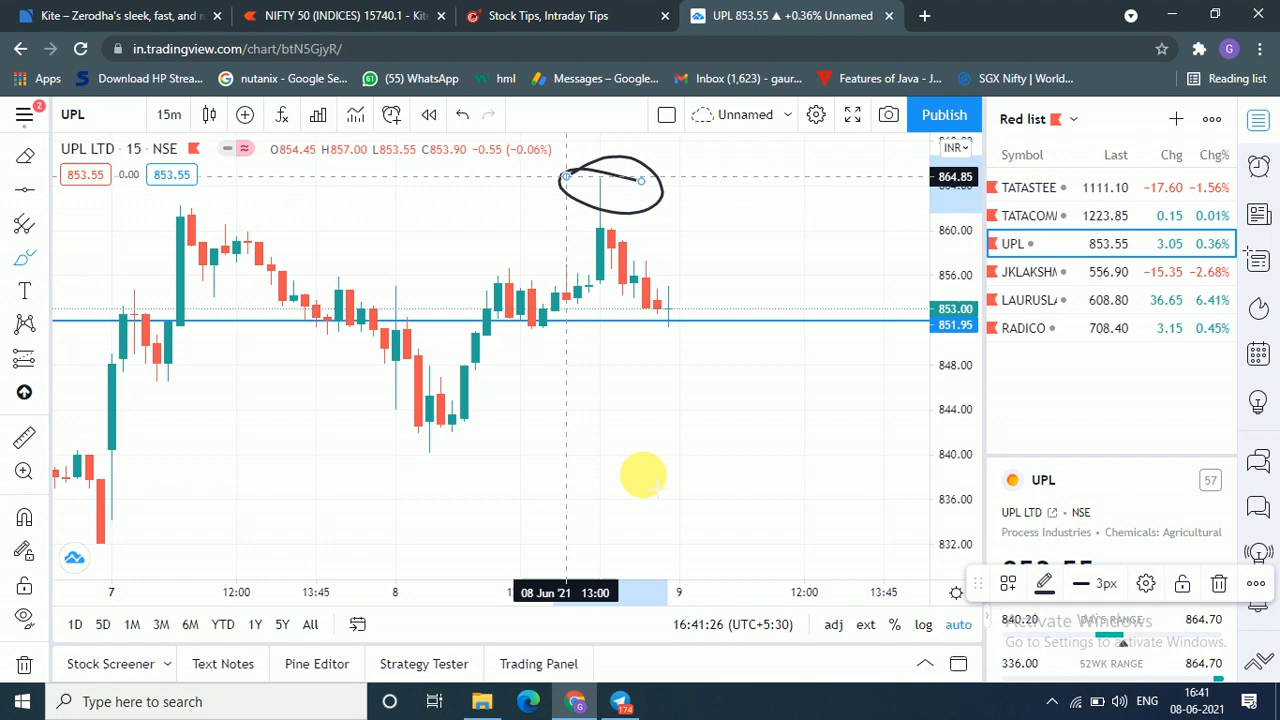 Kite – Zerodha's sleek, fast, and n
NIFTY 50 (INDICES) 15740.1 – Kit
Stock Tips, Intraday Tips
UPL 853.55 ▲ +0.36% Unnamed
in.tradingview.com/chart/btN5GjyR/
G
Apps
Download HP Strea...
nutanix - Google Se...
(55) WhatsApp
hml
Messages – Google...
Inbox (1,623) - gaur...
Features of Java - J...
SGX Nifty | World...
Reading list
2
UPL
15m
Unnamed
Publish
Red list
UPL LTD · 15 · NSE
O854.45 H857.00 L853.55 C853.90 -0.55 (-0.06%)
INR
853.55
0.00
853.55
Symbol Last Chg Chg%
TATASTEE 1111.10 -17.60 -1.56%
TATACOM 1223.85 0.15 0.01%
UPL 853.55 3.05 0.36%
JKLAKSHM 556.90 -15.35 -2.68%
LAURUSLA 608.80 36.65 6.41%
RADICO 708.40 3.15 0.45%
864.85
860.00
856.00
853.00
851.95
848.00
844.00
840.00
836.00
832.00
UPL
57
UPL LTD · NSE
Process Industries • Chemicals: Agricultural
3px
7
12:00
13:45
8
08 Jun '21 13:00
9
12:00
13:45
840.20 DAY'S RANGE 864.70
336.00 52WK RANGE 864.70
Activate Windows
Go to Settings to activate Windows.
1D 5D 1M 3M 6M YTD 1Y 5Y All
16:41:26 (UTC+5:30)
adj ext % log auto
Stock Screener
Text Notes
Pine Editor
Strategy Tester
Trading Panel
Type here to search
174
ENG
16:41
08-06-2021